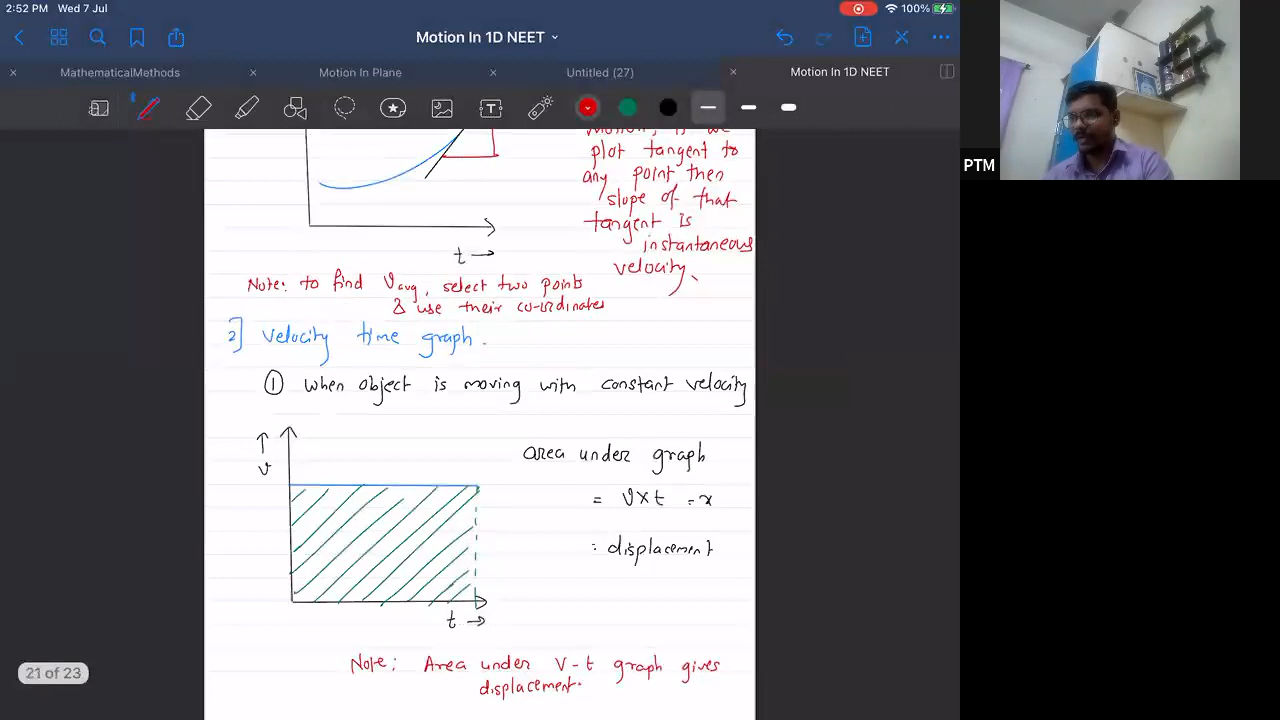 2:52 PM Wed 7 Jul
100%
Motion In 1D NEET
MathematicalMethods
Motion In Plane
Untitled (27)
Motion In 1D NEET
T
PTM
plot tangent to
any point then
slope of that
tangent is
instantaneous
velocity
t →
Note: to find Vavg, select two points
& use their co-ordinates
2] Velocity time graph.
① when object is moving with constant velocity
↑
v
area under graph
= v×t = x
= displacement
t →
Note: Area under V-t graph gives
displacement.
21 of 23